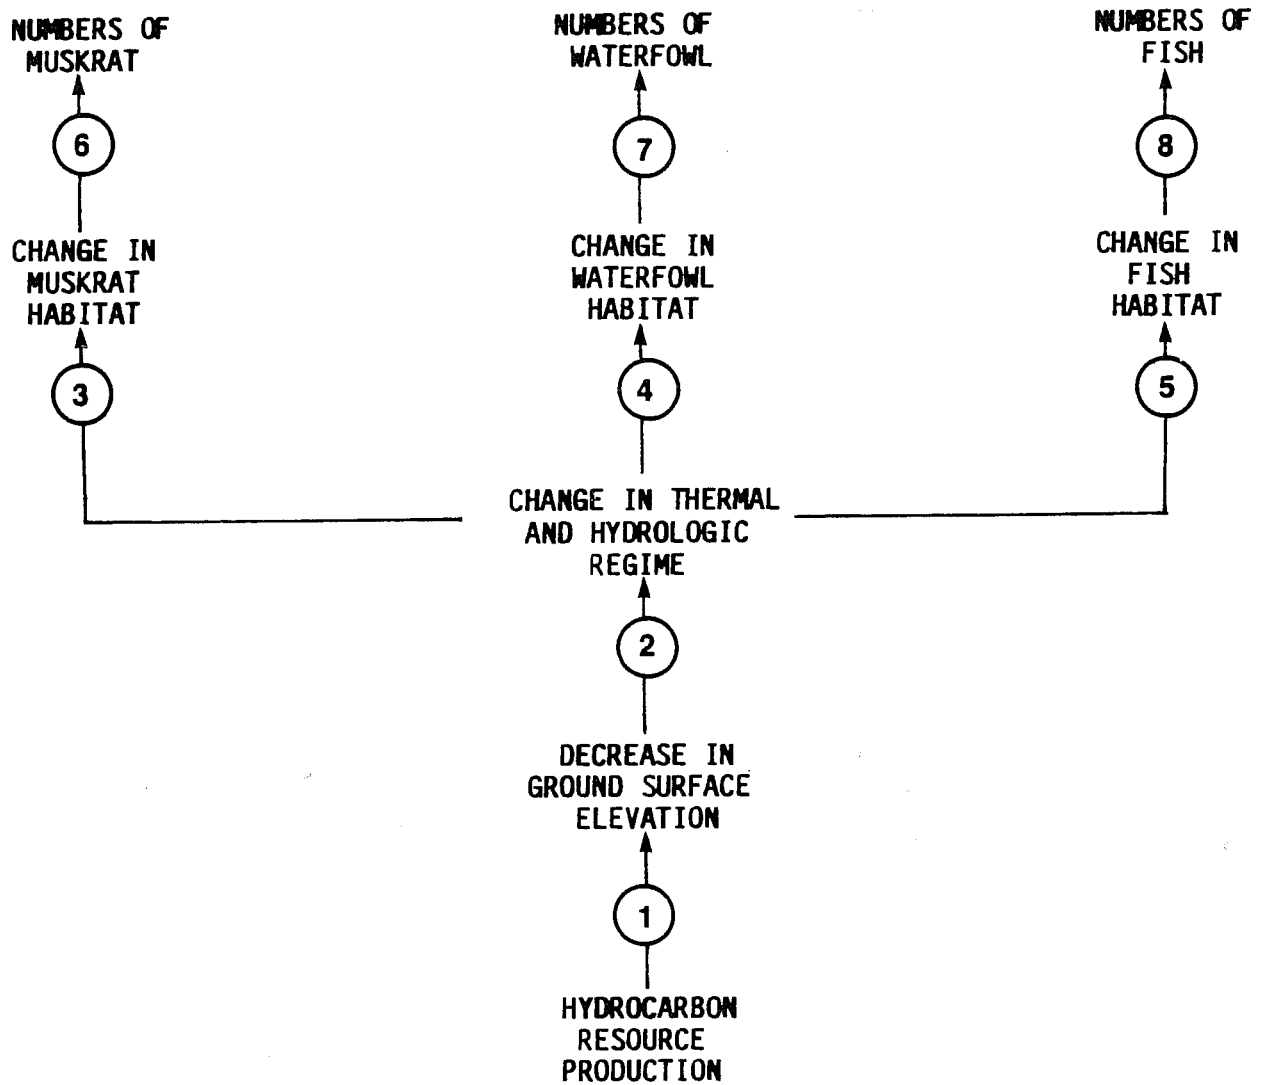 NUMBERS OF
MUSKRAT
NUMBERS OF
WATERFOWL
NUMBERS OF
FISH
6
7
8
CHANGE IN
MUSKRAT
HABITAT
CHANGE IN
WATERFOWL
HABITAT
CHANGE IN
FISH
HABITAT
3
4
5
CHANGE IN THERMAL
AND HYDROLOGIC
REGIME
2
DECREASE IN
GROUND SURFACE
ELEVATION
1
HYDROCARBON
RESOURCE
PRODUCTION